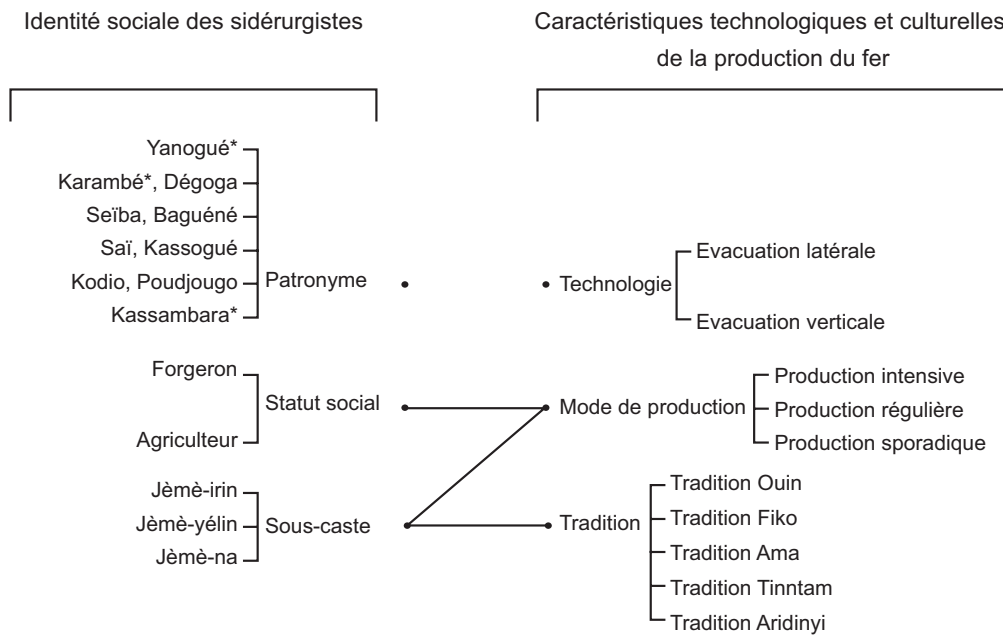 Identité sociale des sidérurgistes
Caractéristiques technologiques et culturelles
de la production du fer
Yanogué*
Karambé*, Dégoga
Seïba, Baguéné
Saï, Kassogué
Kodio, Poudjougo
Kassambara*
Patronyme
Technologie
Evacuation latérale
Evacuation verticale
Forgeron
Agriculteur
Statut social
Mode de production
Production intensive
Production régulière
Production sporadique
Jèmè-irin
Jèmè-yélin
Jèmè-na
Sous-caste
Tradition
Tradition Ouin
Tradition Fiko
Tradition Ama
Tradition Tinntam
Tradition Aridinyi